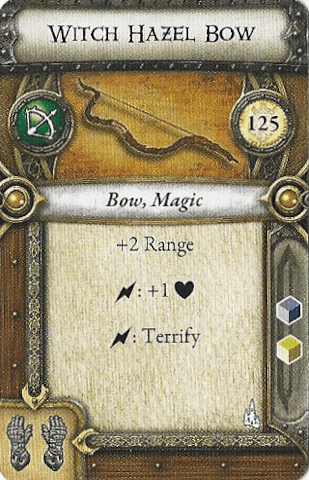 Witch Hazel Bow
125
Bow, Magic
+2 Range
: +1
: Terrify